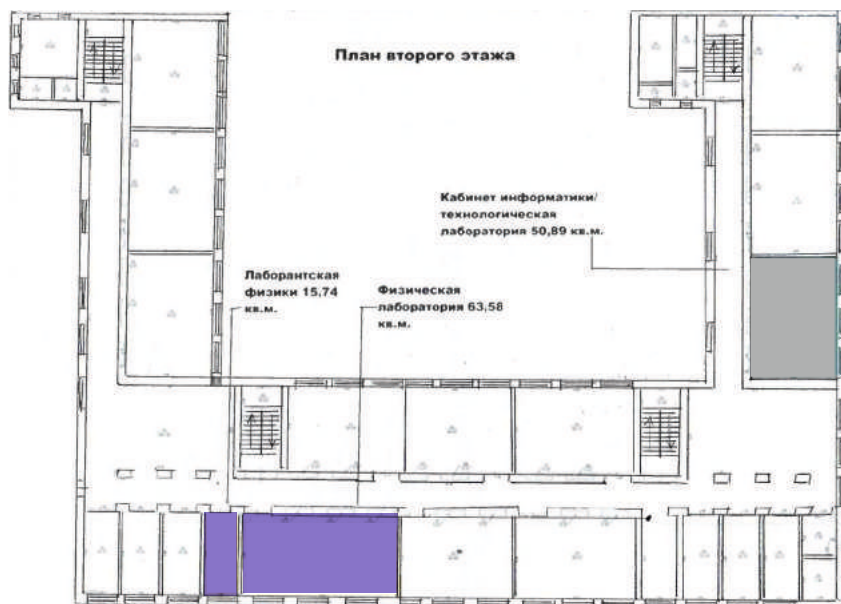 План второго этажа
Кабинет информатики/
технологическая
лаборатория 50,89 кв.м.
Лаборантская
физики 15,74
кв.м.
Физическая
лаборатория 63,58
кв.м.